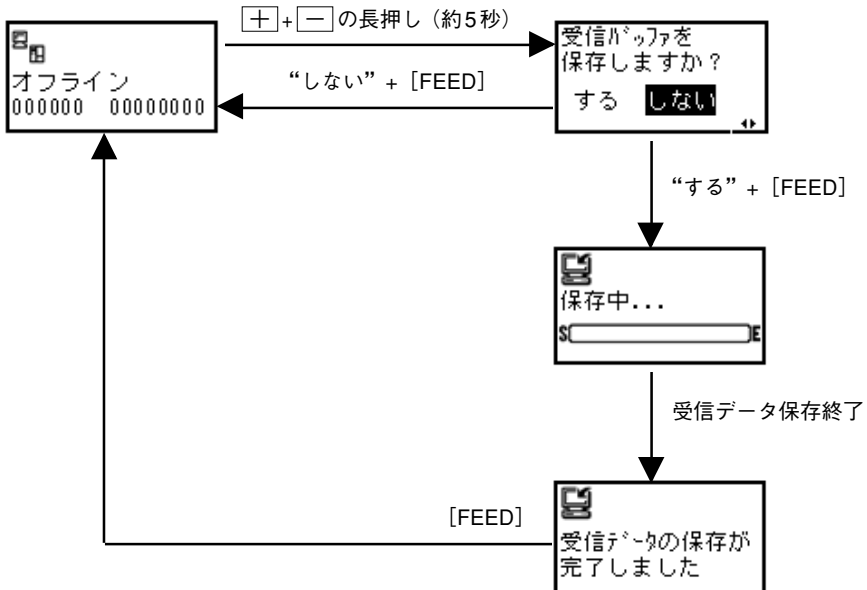 ＋+－の長押し（約5秒）
オフライン
000000 00000000
受信ﾊﾞｯﾌｧを
保存しますか？
する しない
“しない” + ［FEED］
“する” + ［FEED］
保存中...
S E
受信データ保存終了
受信ﾃﾞｰﾀの保存が
完了しました
［FEED］